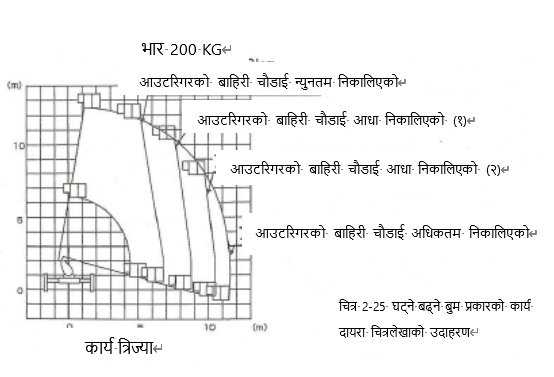 भार 200 KG
(m)
आउटरिगरको बाहिरी चौडाई न्युनतम निकालिएको
आउटरिगरको बाहिरी चौडाई आधा निकालिएको (१)
10
आउटरिगरको बाहिरी चौडाई आधा निकालिएको (२)
5
आउटरिगरको बाहिरी चौडाई अधिकतम निकालिएको
0
चित्र 2-25 घट्ने बढ्ने बुम प्रकारको कार्य
0 5 10 (m)
दायरा चित्रलेखाको उदाहरण
कार्य त्रिज्या